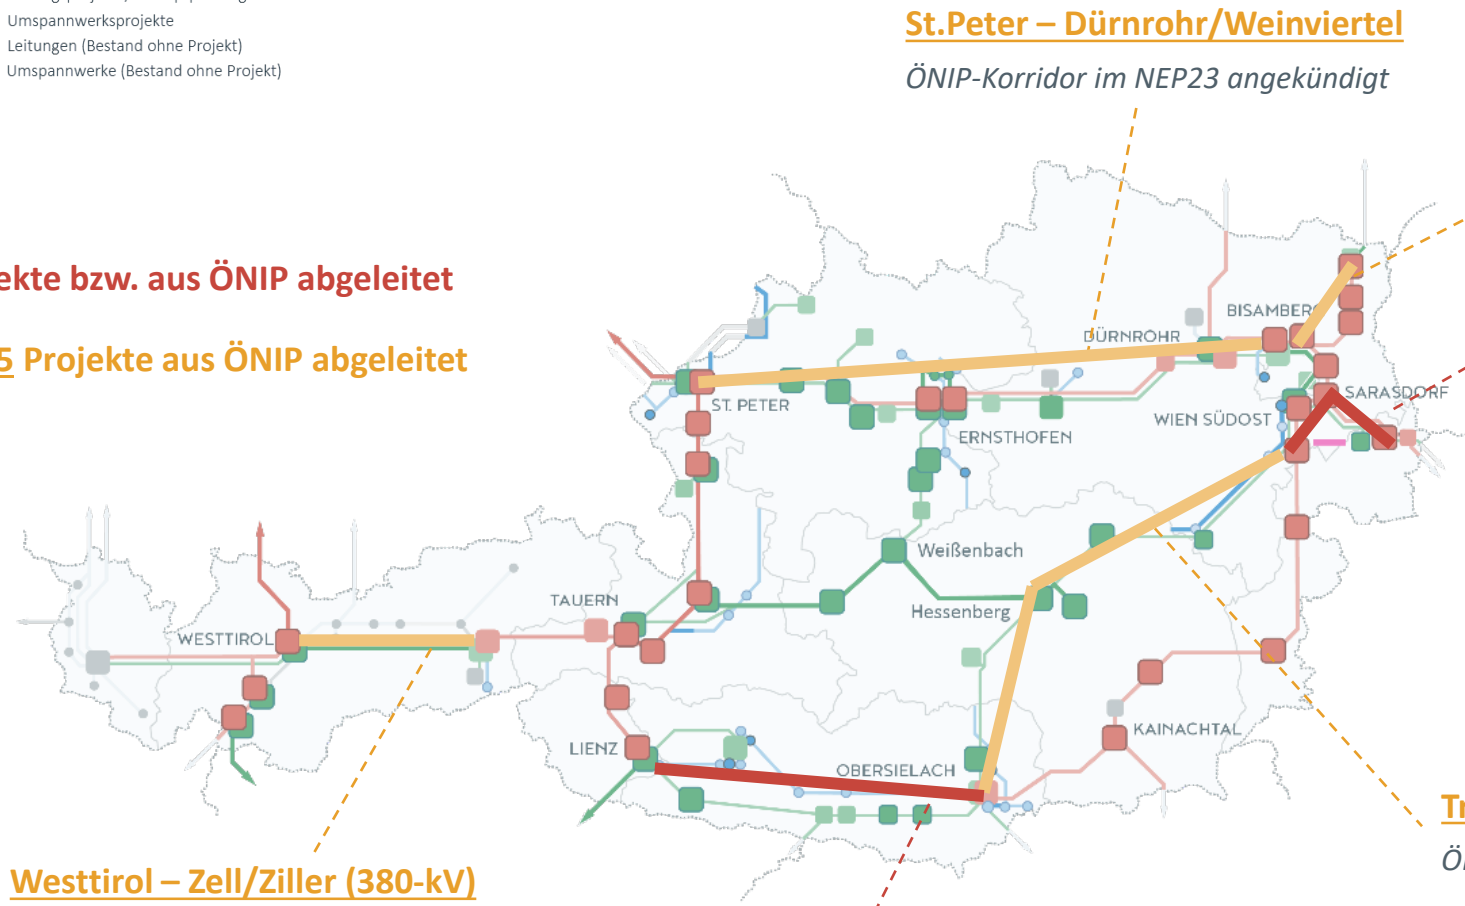 Umspannwerksprojekte
Leitungen (Bestand ohne Projekt)
Umspannwerke (Bestand ohne Projekt)
St.Peter – Dürnrohr/Weinviertel
ÖNIP-Korridor im NEP23 angekündigt
ekte bzw. aus ÖNIP abgeleitet
5 Projekte aus ÖNIP abgeleitet
BISAMBERG
DÜRNROHR
SARASDORF
ST. PETER
WIEN SÜDOST
ERNSTHOFEN
Weißenbach
TAUERN
Hessenberg
WESTTIROL
KAINACHTAL
LIENZ
OBERSIELACH
Tr
Westtirol – Zell/Ziller (380-kV)